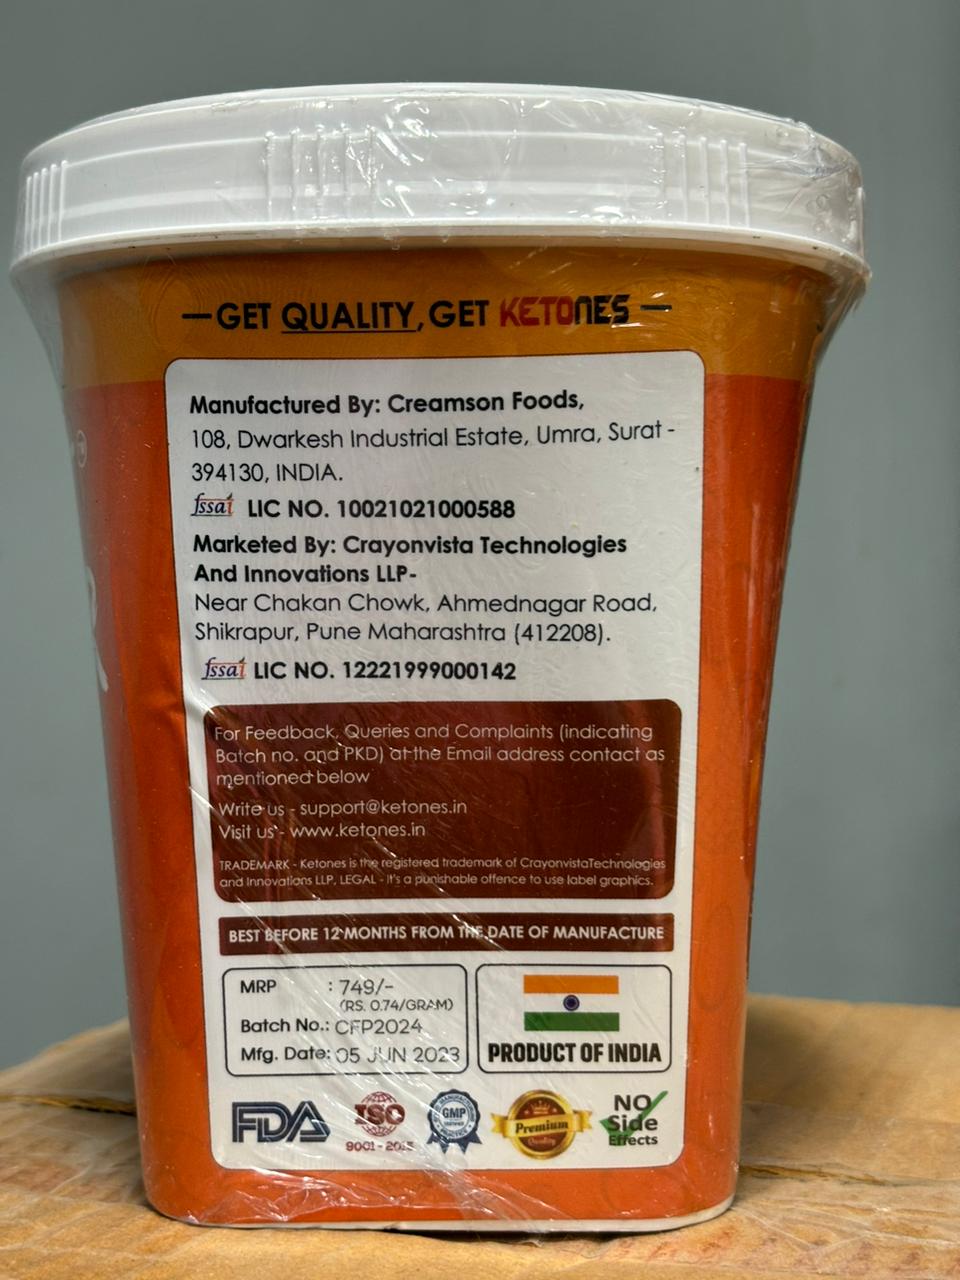 GET QUALITY, GET KETONES
Manufactured By: Creamson Foods,
108, Dwarkesh Industrial Estate, Umra, Surat -
394130, INDIA.
fssai LIC NO. 10021021000588
Marketed By: Crayonvista Technologies
And Innovations LLP-
Near Chakan Chowk, Ahmednagar Road,
Shikrapur, Pune Maharashtra (412208).
fssai LIC NO. 12221999000142
For Feedback, Queries and Complaints (indicating
Batch no. and PKD) at the Email address contact as
mentioned below
Write us - support@ketones.in
Visit us - www.ketones.in
TRADEMARK - Ketones is the registered trademark of CrayonvistaTechnologies
and Innovations LLP, LEGAL - it's a punishable offence to use label graphics.
BEST BEFORE 12 MONTHS FROM THE DATE OF MANUFACTURE
MRP : 749/-
(RS. 0.74/GRAM)
Batch No.: CFP2024
Mfg. Date: 05 JUN 2023
PRODUCT OF INDIA
FDA
ISO
9001 - 2015
GMP
Premium
Quality
NO
Side
Effects
R